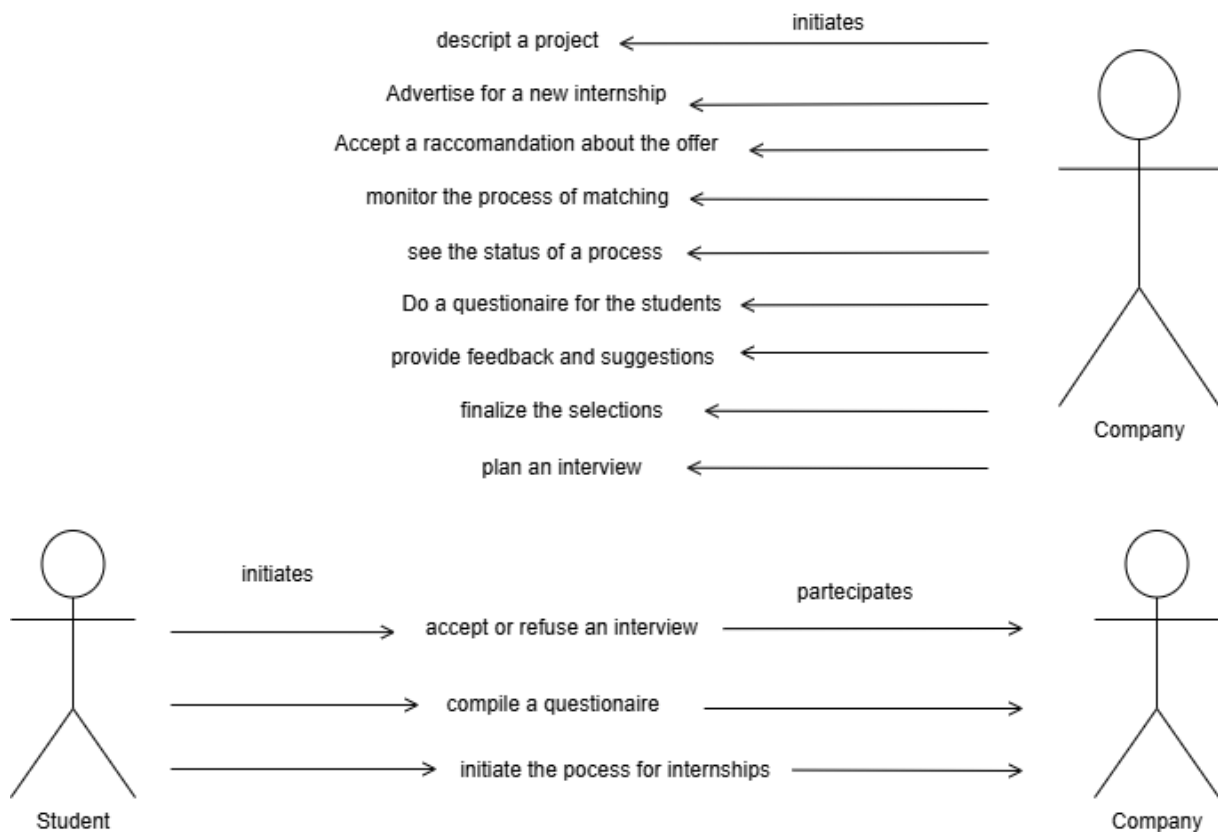 initiates
descript a project
Advertise for a new internship
Accept a raccomandation about the offer
monitor the process of matching
see the status of a process
Do a questionaire for the students
provide feedback and suggestions
finalize the selections
Company
plan an interview
initiates
partecipates
accept or refuse an interview
compile a questionaire
initiate the pocess for internships
Student
Company